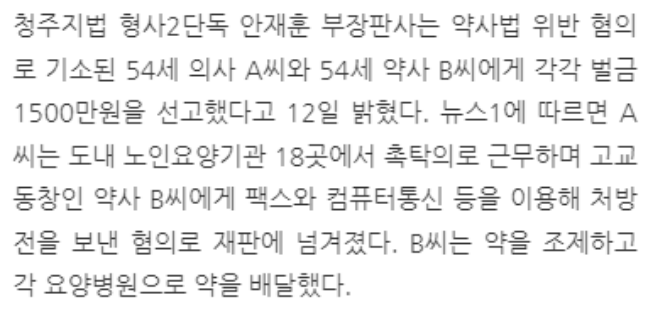 청주지법 형사2단독 안재훈 부장판사는 약사법 위반 혐의
로 기소된 54세 의사 A씨와 54세 약사 B씨에게 각각 벌금
1500만원을 선고했다고 12일 밝혔다. 뉴스1에 따르면 A
씨는 도내 노인요양기관 18곳에서 촉탁의로 근무하며 고교
동창인 약사 B씨에게 팩스와 컴퓨터통신 등을 이용해 처방
전을 보낸 혐의로 재판에 넘겨졌다. B씨는 약을 조제하고
각 요양병원으로 약을 배달했다.